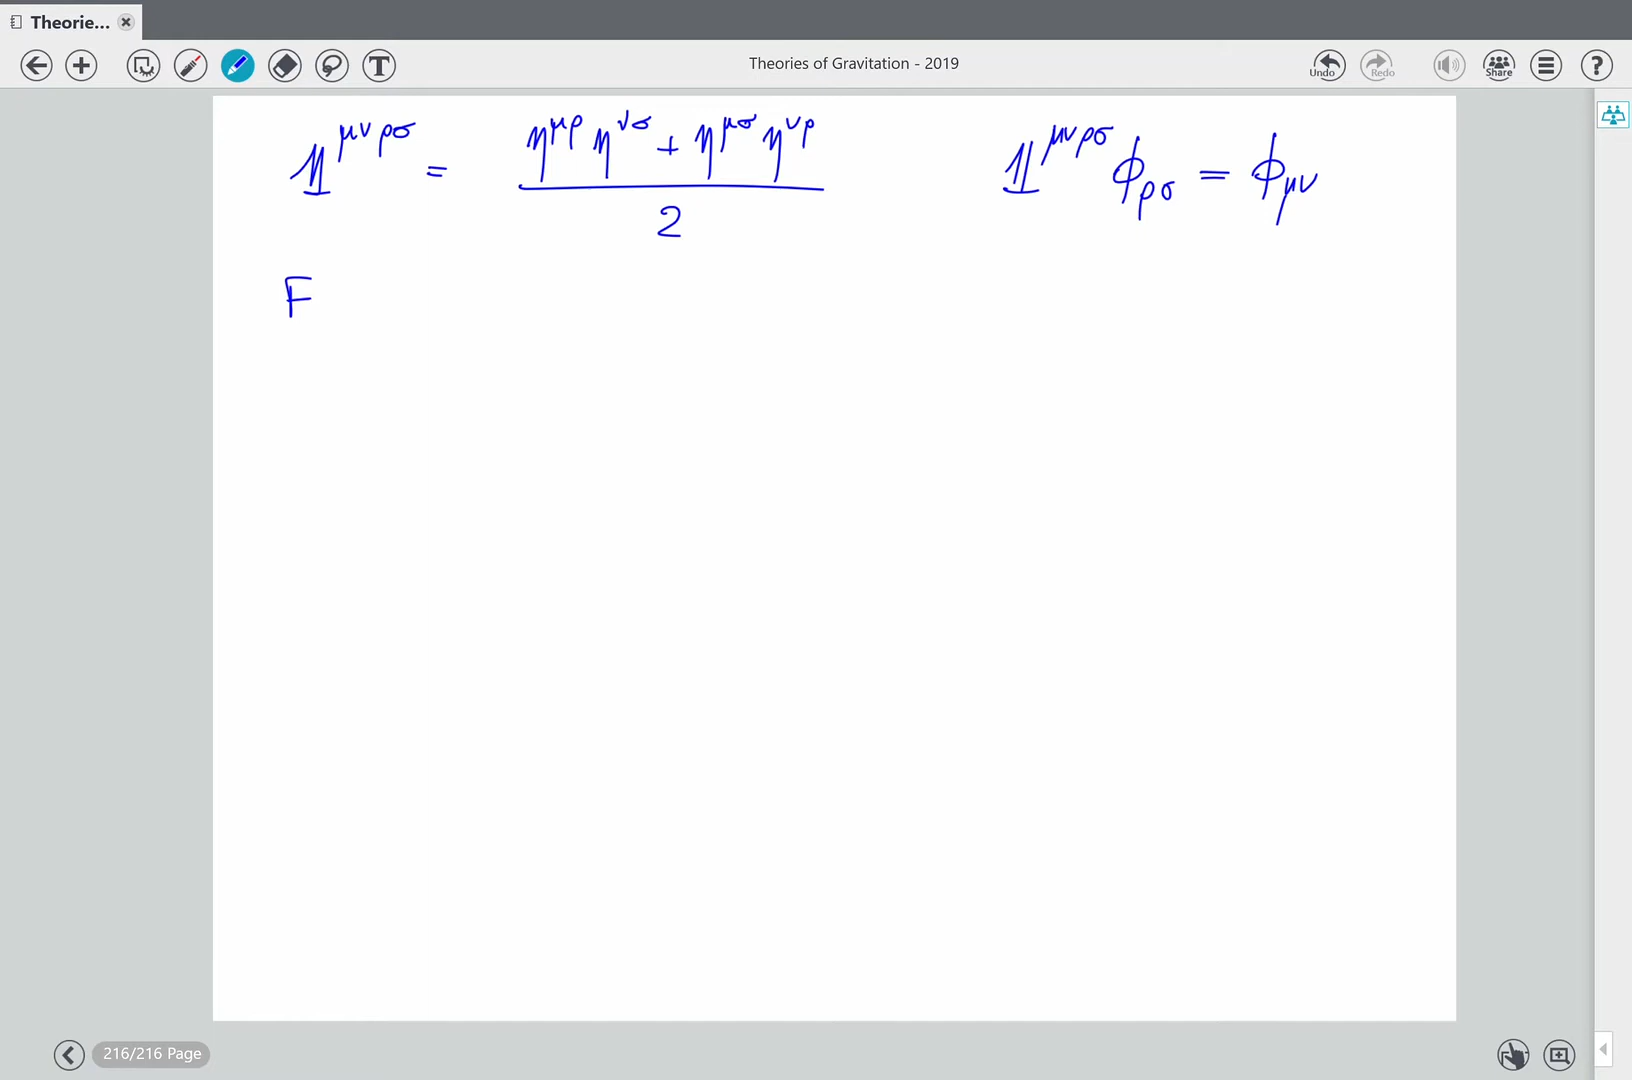 Theorie...
Undo
Theories of Gravitation - 2019
Redo
Share
?
T
𝟙^{μνρσ} = (η^{μρ} η^{νσ} + η^{μσ} η^{νρ}) / 2
𝟙^{μνρσ} ϕ_{ρσ} = ϕ_{μν}
F
216/216 Page